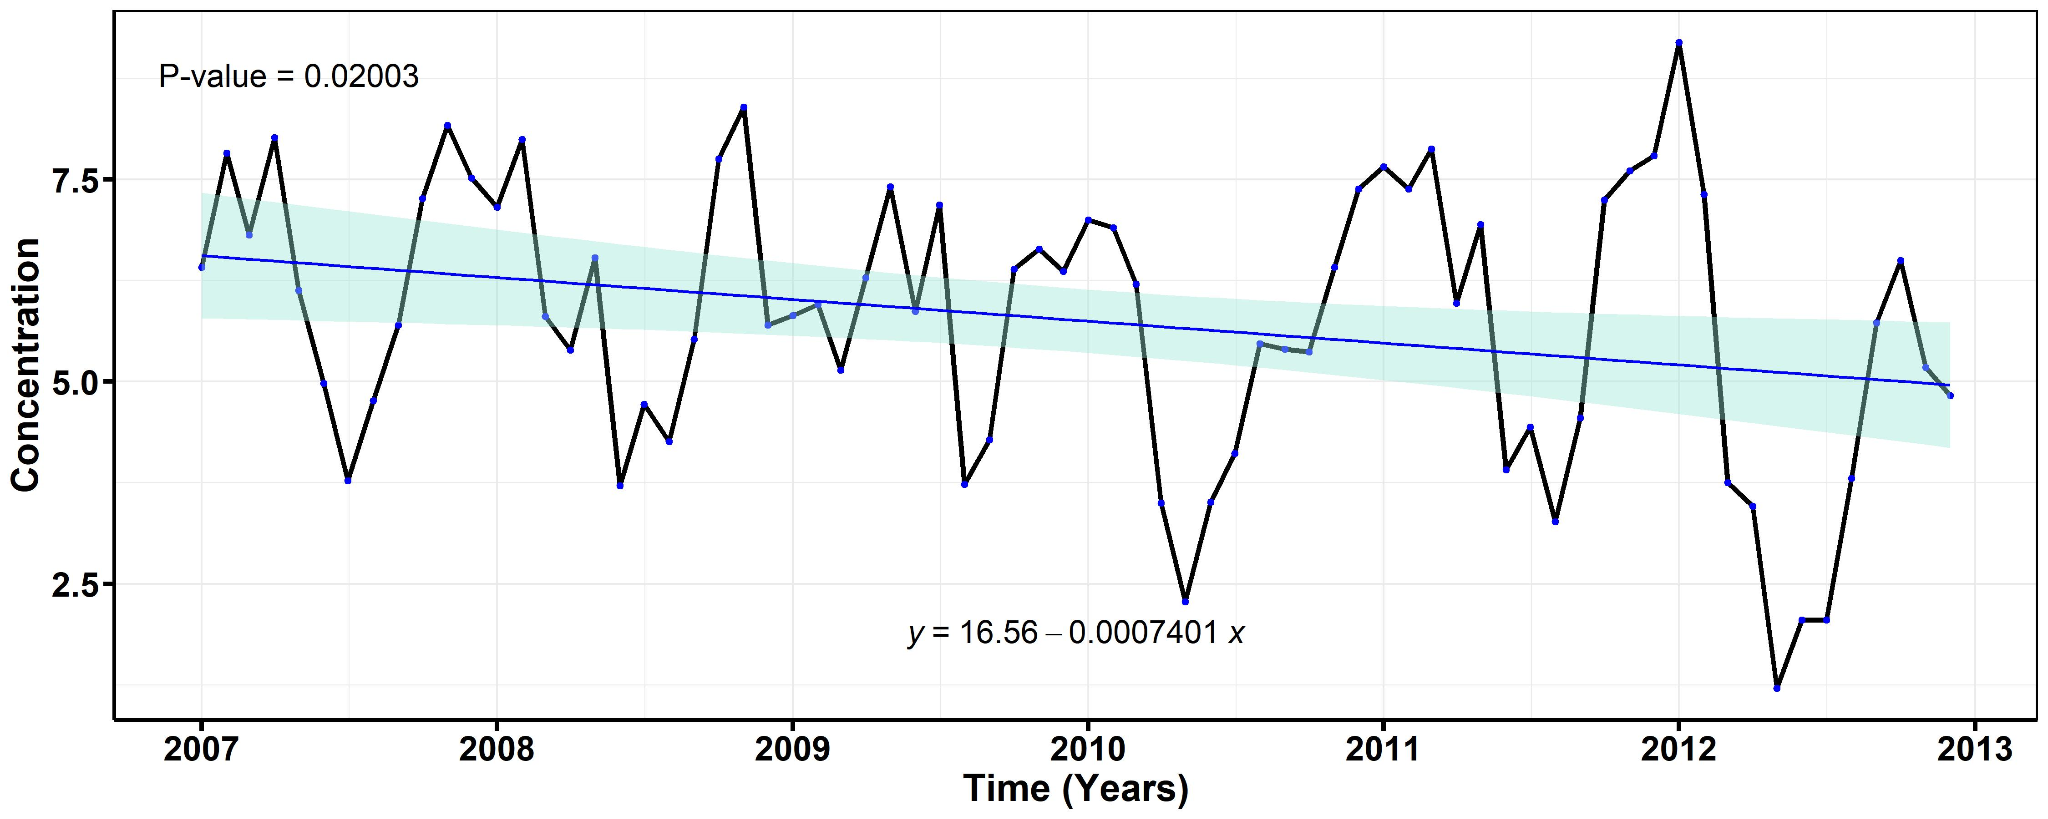 P-value = 0.02003
7.5
5.0
2.5
Concentration
y = 16.56 – 0.0007401 x
2007 2008 2009 2010 2011 2012 2013
Time (Years)